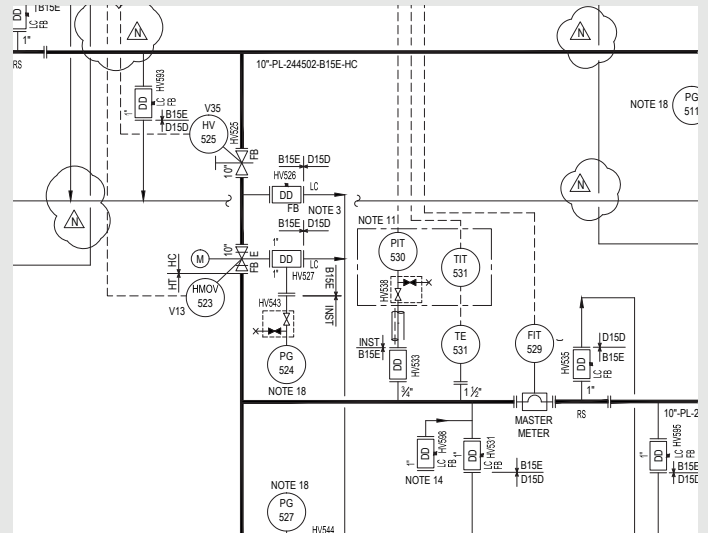 DD
B15E
LC
FB
1"
RS
N
N
10"-PL-244502-B15E-HC
NOTE 18
PG
511
HV593
DD
1"
LC
FB
B15E
D15D
V35
HV
525
HV525
FB
10"
B15E
D15D
HV526
DD
LC
FB
NOTE 3
N
N
B15E
D15D
1"
DD
1"
LC
HV527
10"
FB
E
M
HC
HT
HMOV
523
V13
B15E
INST
HV543
PG
524
NOTE 18
NOTE 11
PIT
530
TIT
531
HV538
INST
B15E
DD
HV533
3/4"
TE
531
1 1/2"
FIT
529
MASTER
METER
HV535
DD
LC
FB
1"
D15D
B15E
RS
10"-PL-2
HV598
DD
1"
LC
FB
NOTE 14
HV531
DD
1"
LC
FB
B15E
D15D
HV595
DD
1"
LC
FB
B15E
D15D
NOTE 18
PG
527
HV544